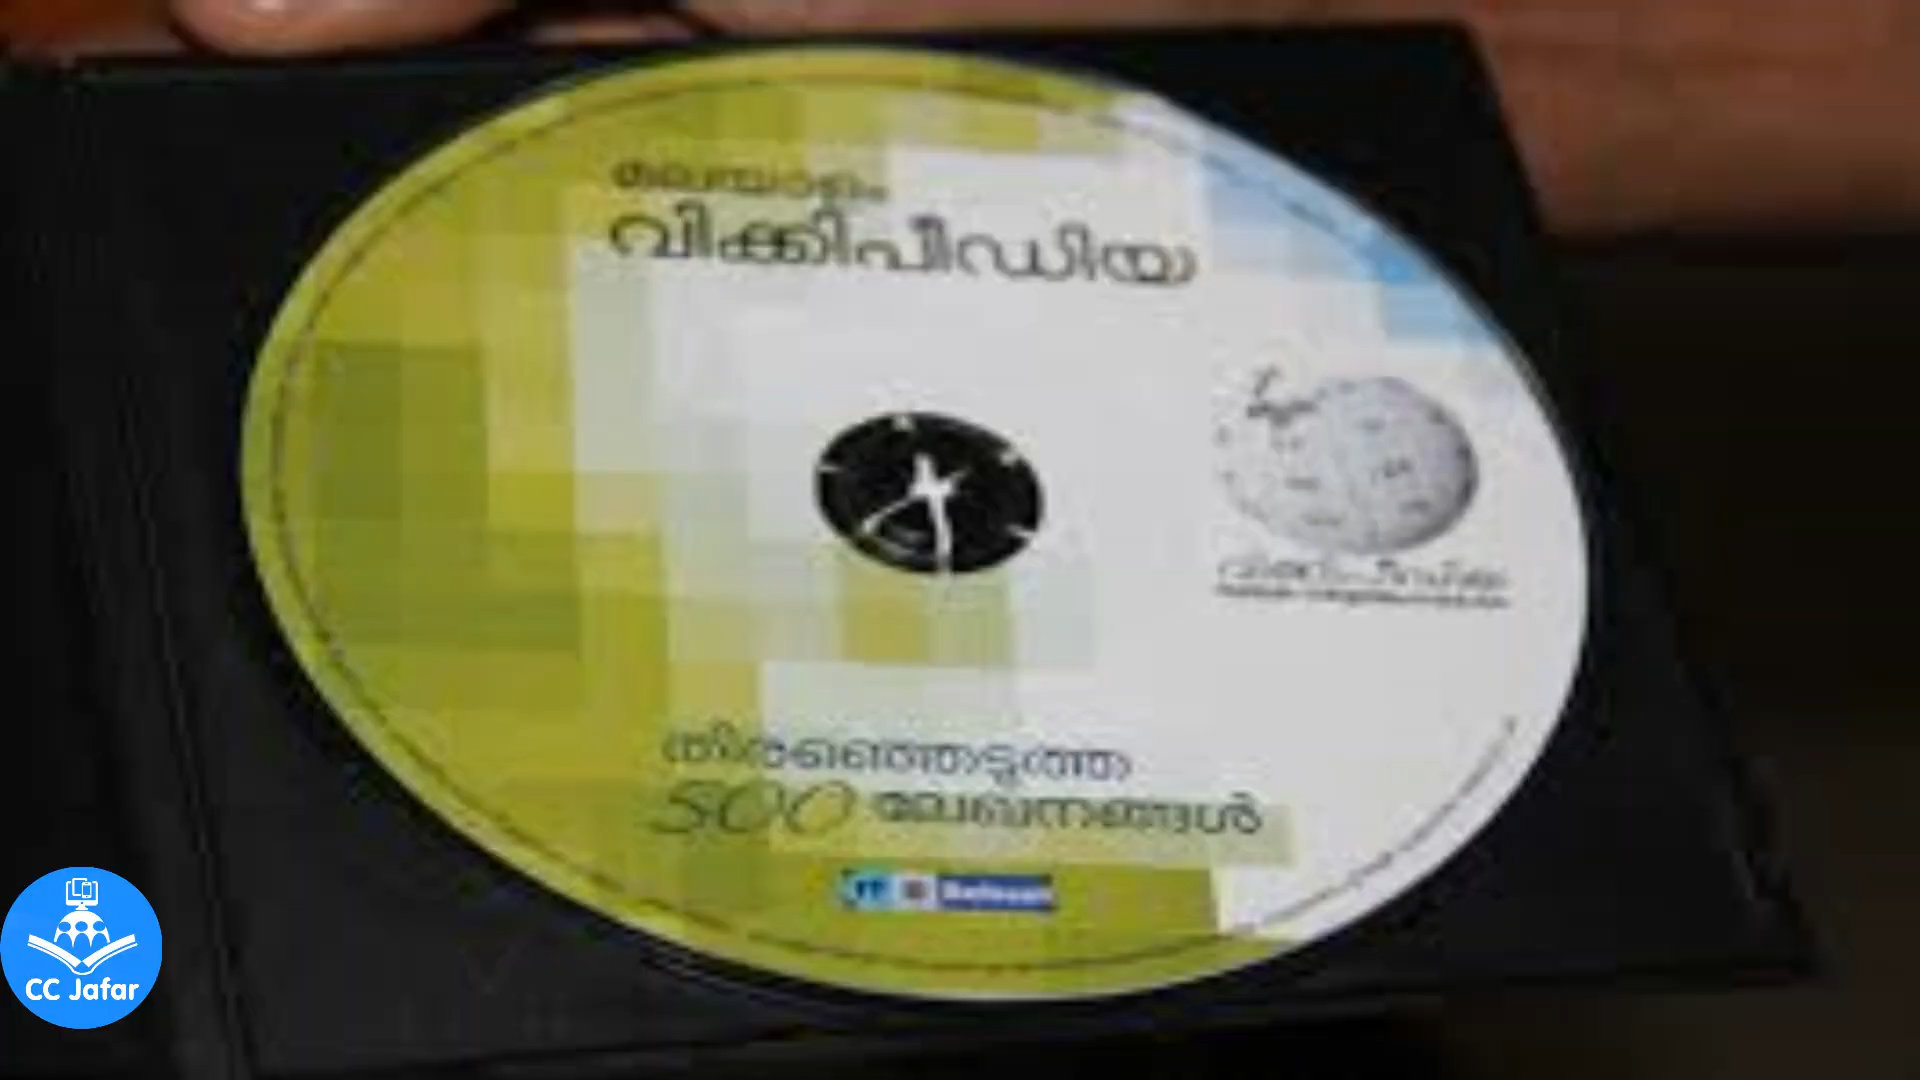 മലയാളം
വിക്കിപീഡിയ
വിക്കിപീഡിയ
തിരഞ്ഞെടുത്ത
500 ലേഖനങ്ങൾ
CC Jafar